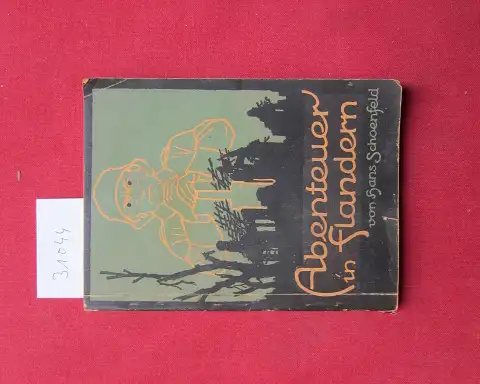 Abenteuer
in Flandern
von Hans Schoenfeld
31044